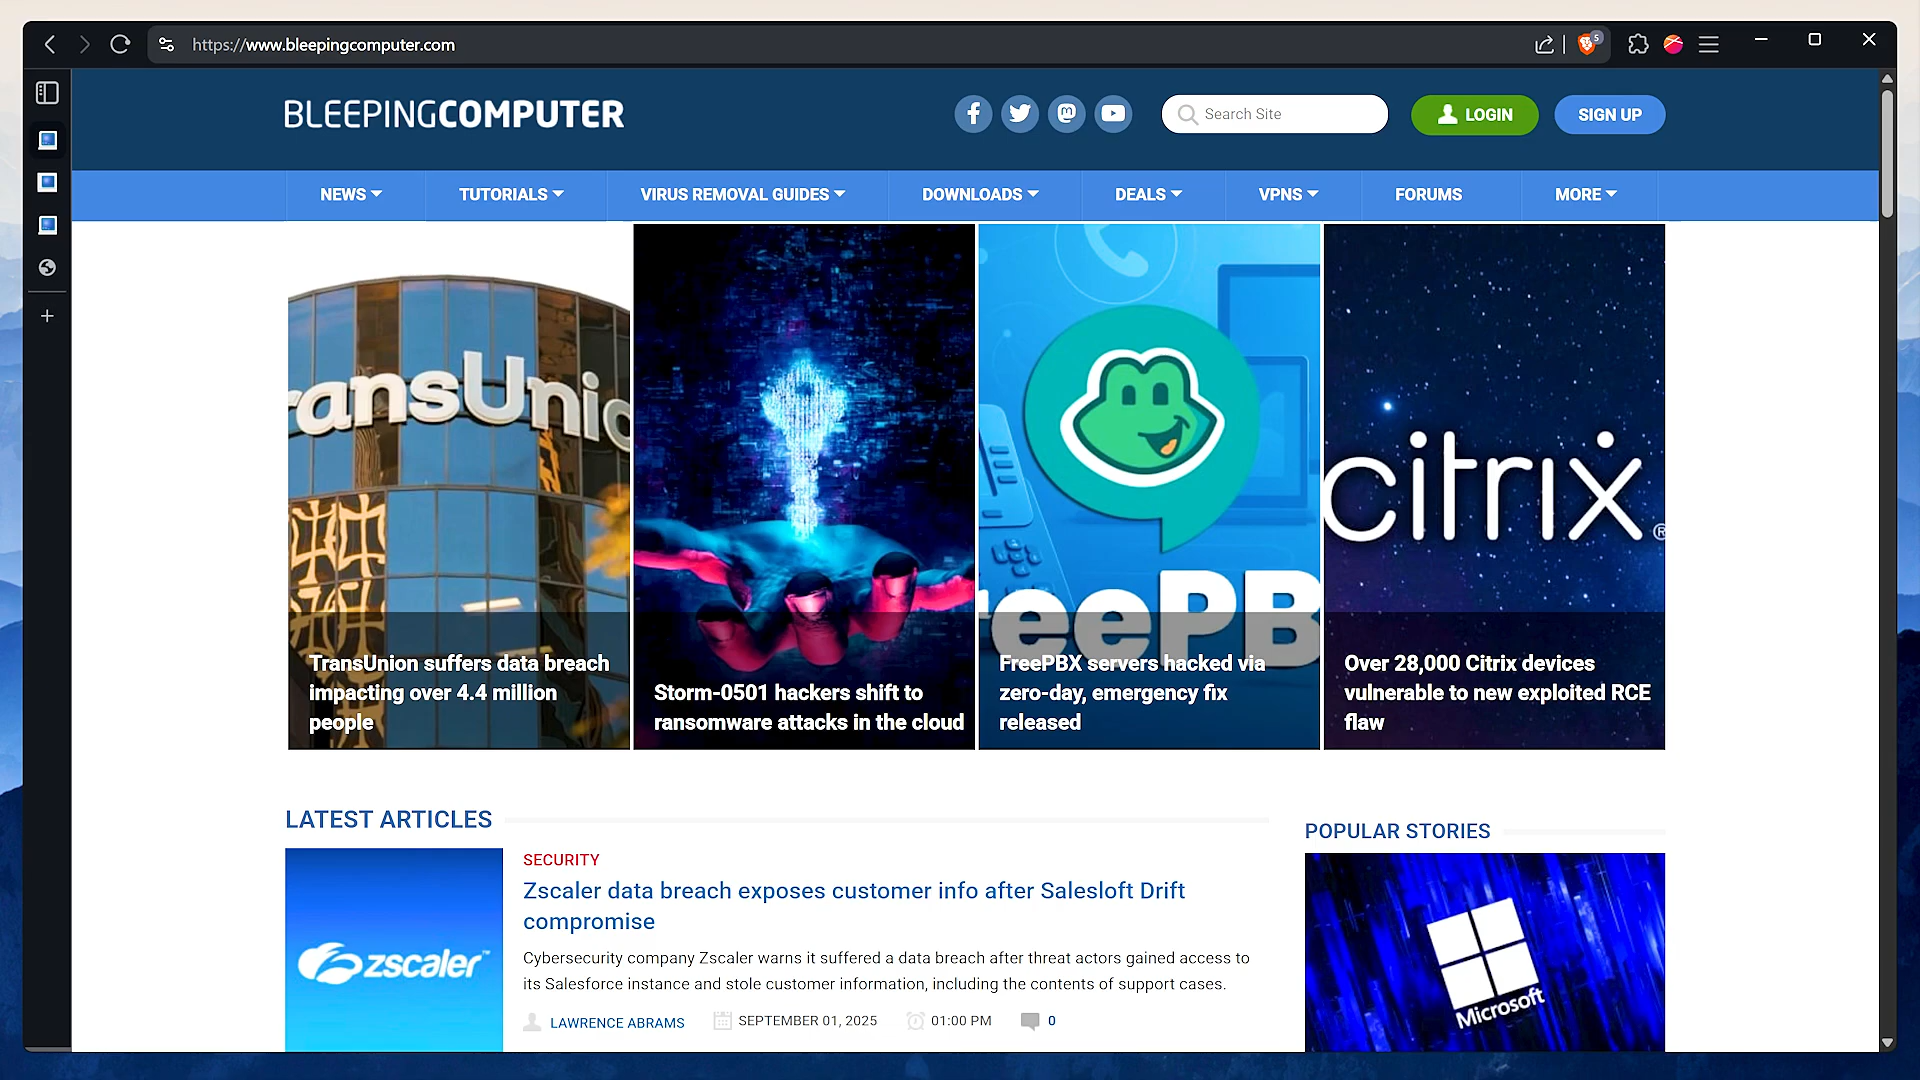 https://www.bleepingcomputer.com
5
BLEEPINGCOMPUTER
Search Site
LOGIN
SIGN UP
NEWS
TUTORIALS
VIRUS REMOVAL GUIDES
DOWNLOADS
DEALS
VPNS
FORUMS
MORE
ransUnio
TransUnion suffers data breach
impacting over 4.4 million
people
Storm-0501 hackers shift to
ransomware attacks in the cloud
reePB
FreePBX servers hacked via
zero-day, emergency fix
released
citrix®
Over 28,000 Citrix devices
vulnerable to new exploited RCE
flaw
LATEST ARTICLES
zscaler™
SECURITY
Zscaler data breach exposes customer info after Salesloft Drift
compromise
Cybersecurity company Zscaler warns it suffered a data breach after threat actors gained access to
its Salesforce instance and stole customer information, including the contents of support cases.
LAWRENCE ABRAMS
SEPTEMBER 01, 2025
01:00 PM
0
POPULAR STORIES
Microsoft